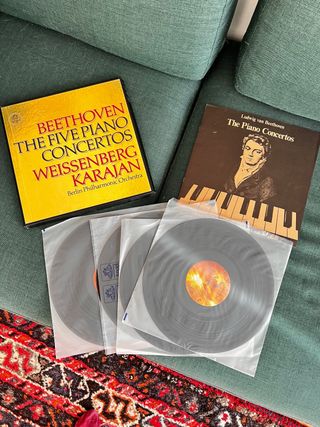 BEETHOVEN
THE FIVE PIANO
CONCERTOS
WEISSENBERG
KARAJAN
Berlin Philharmonic Orchestra
Ludwig van Beethoven
The Piano Concertos